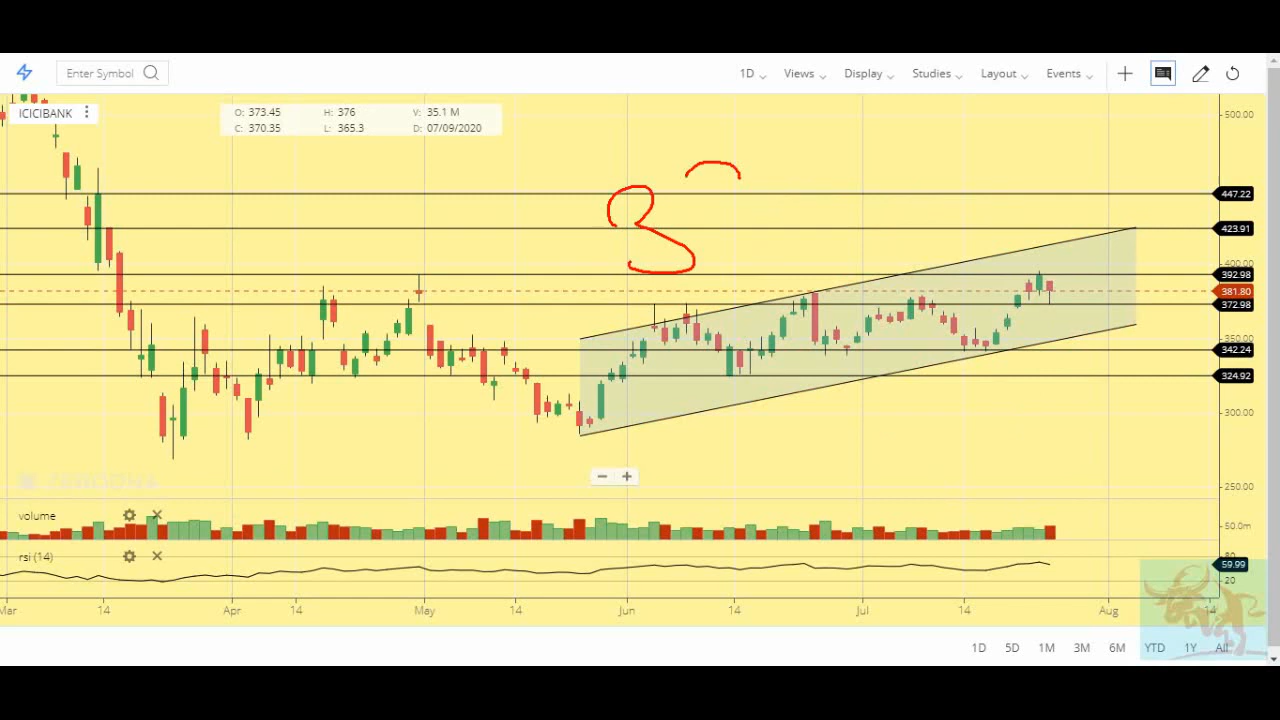 Enter Symbol 1D Views Display Studies Layout Events
ICICIBANK
O: 373.45 H: 376 V: 35.1 M
C: 370.35 L: 365.3 D: 07/09/2020
500.00
447.22
423.91
400.00
392.98
381.80
372.98
350.00
342.24
324.92
300.00
250.00
3
− +
ZERODHA
volume
50.0m
rsi (14)
80
59.99
20
Mar 14 Apr 14 May 14 Jun 14 Jul 14 Aug 14
1D 5D 1M 3M 6M YTD 1Y All